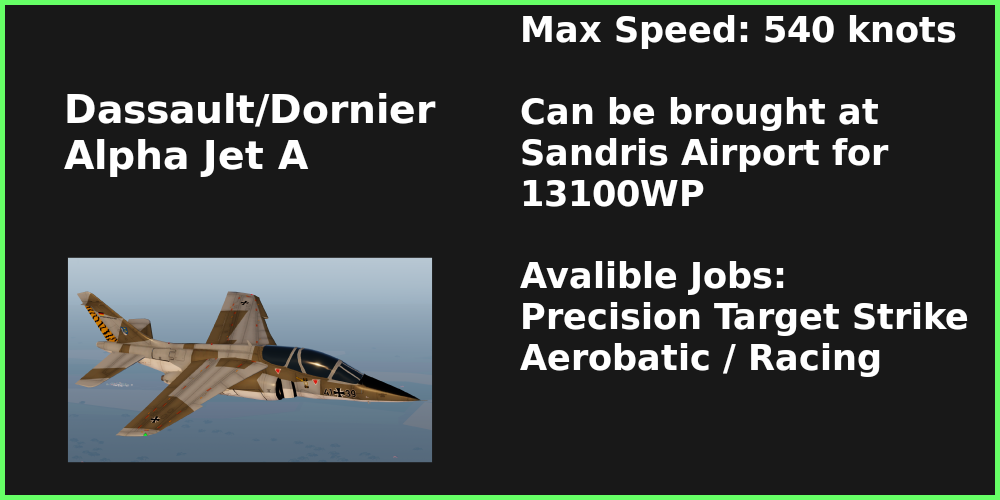 Dassault/Dornier
Alpha Jet A
Max Speed: 540 knots
Can be brought at
Sandris Airport for
13100WP
Avalible Jobs:
Precision Target Strike
Aerobatic / Racing